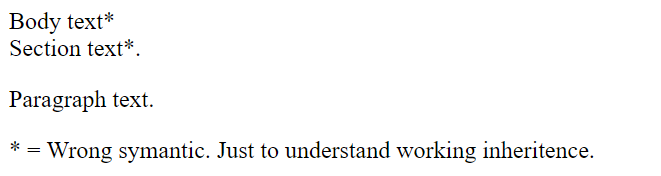 Body text*
Section text*.
Paragraph text.
* = Wrong symantic. Just to understand working inheritence.